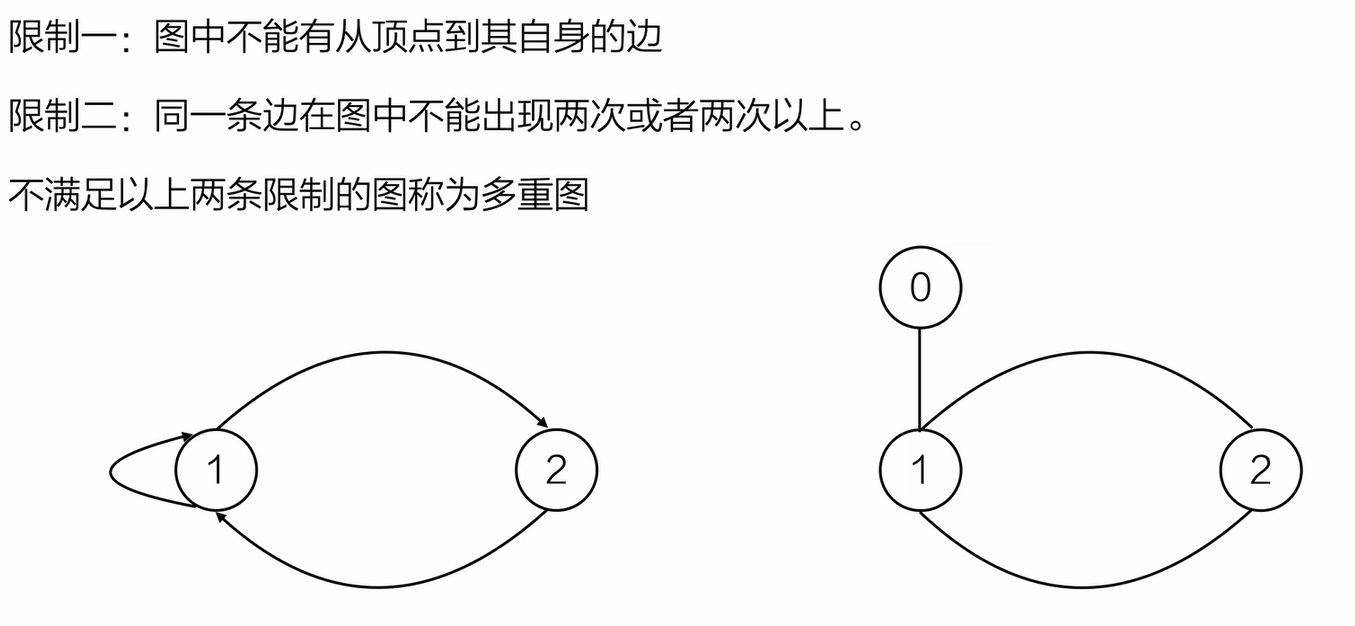 限制一：图中不能有从顶点到其自身的边
限制二：同一条边在图中不能出现两次或者两次以上。
不满足以上两条限制的图称为多重图
0
1
2
1
2